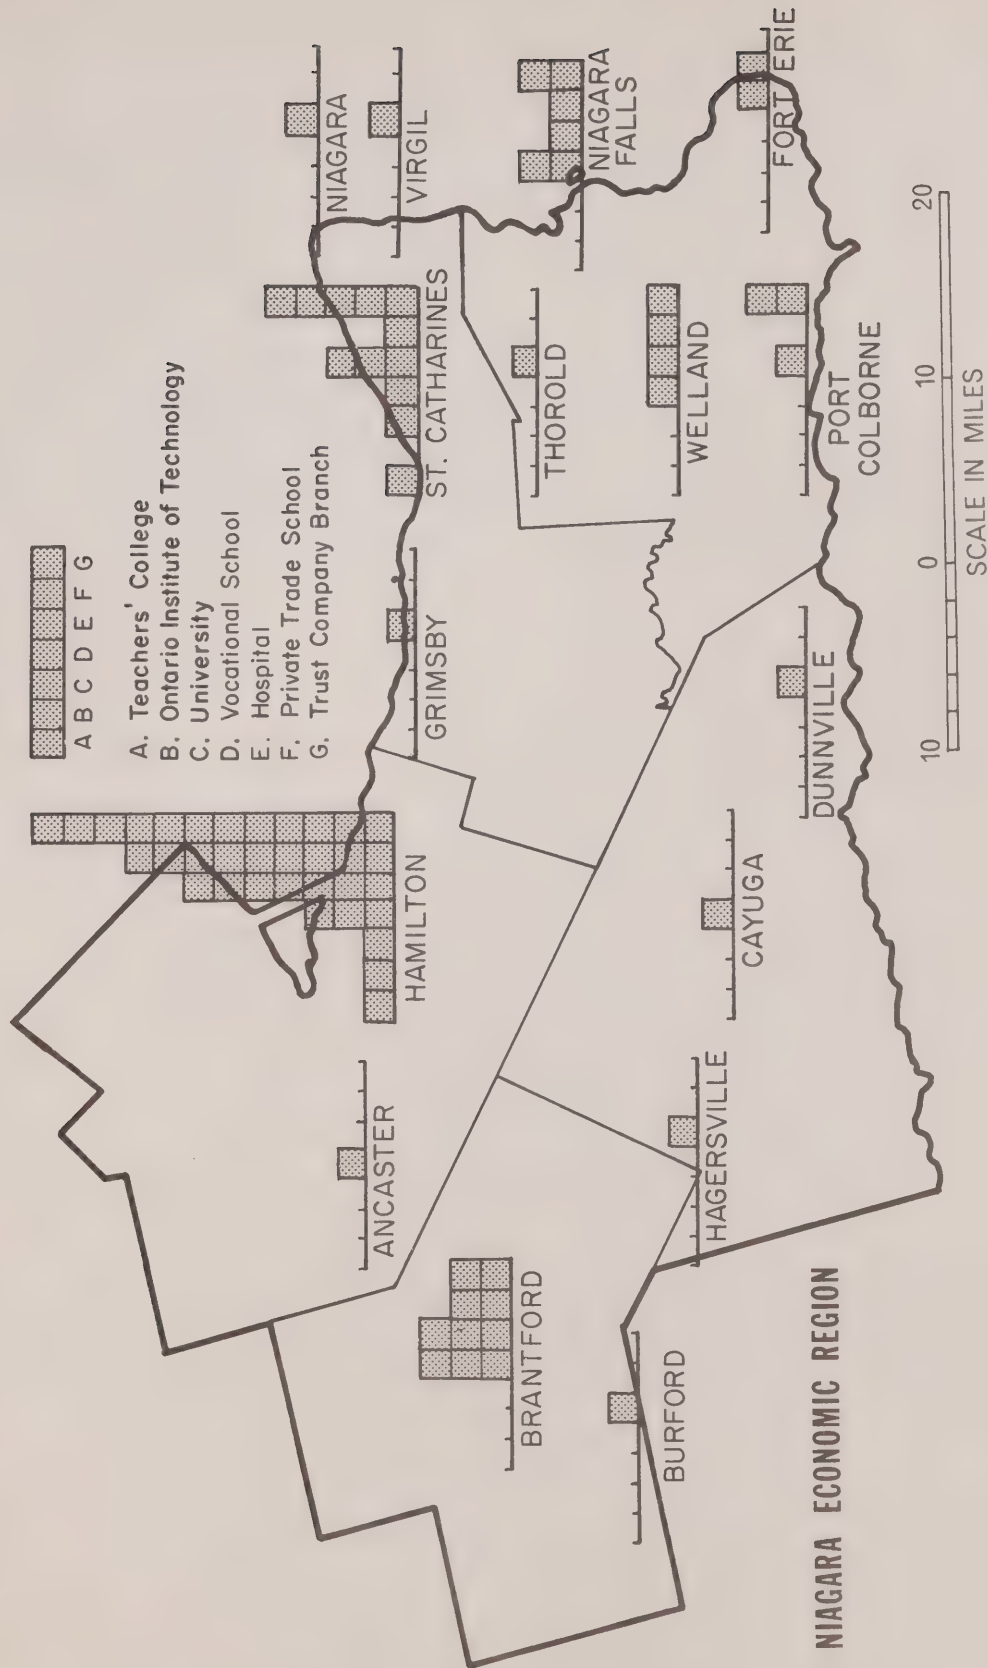 A B C D E F G
A. Teachers' College
B. Ontario Institute of Technology
C. University
D. Vocational School
E. Hospital
F. Private Trade School
G. Trust Company Branch
NIAGARA
VIRGIL
ST. CATHARINES
NIAGARA
FALLS
GRIMSBY
HAMILTON
ANCASTER
THOROLD
BRANTFORD
WELLAND
FORT ERIE
BURFORD
HAGERSVILLE
CAYUGA
DUNNVILLE
PORT
COLBORNE
NIAGARA ECONOMIC REGION
10 0 10 20
SCALE IN MILES